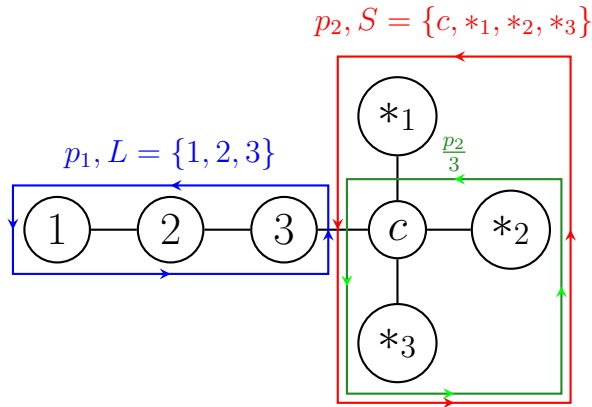 p₂, S = {c, *₁, *₂, *₃}
*₁
p₁, L = {1, 2, 3}
p₂/3
1 2 3 c *₂
*₃